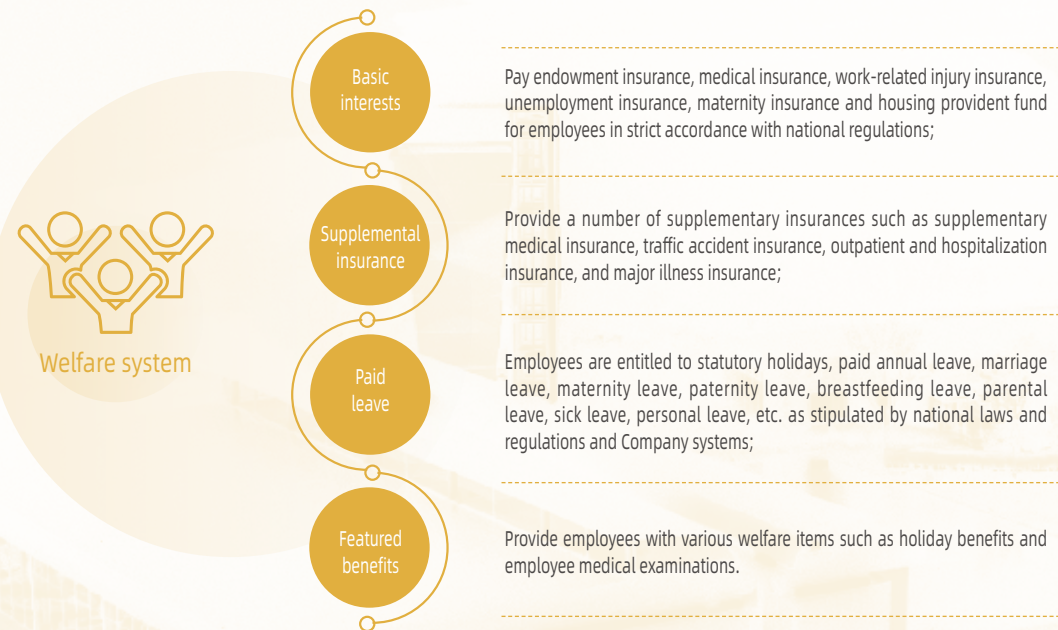 Welfare system
Basic
interests
Pay endowment insurance, medical insurance, work-related injury insurance,
unemployment insurance, maternity insurance and housing provident fund
for employees in strict accordance with national regulations;
Supplemental
insurance
Provide a number of supplementary insurances such as supplementary
medical insurance, traffic accident insurance, outpatient and hospitalization
insurance, and major illness insurance;
Paid
leave
Employees are entitled to statutory holidays, paid annual leave, marriage
leave, maternity leave, paternity leave, breastfeeding leave, parental
leave, sick leave, personal leave, etc. as stipulated by national laws and
regulations and Company systems;
Featured
benefits
Provide employees with various welfare items such as holiday benefits and
employee medical examinations.